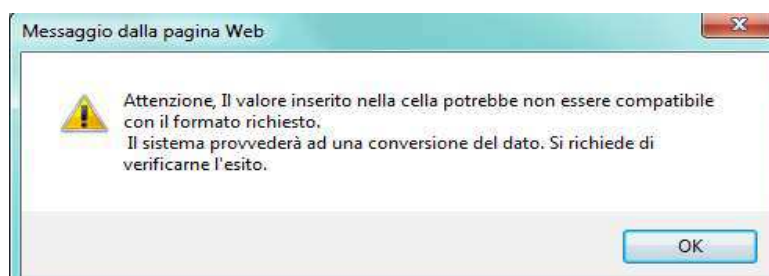 Messaggio dalla pagina Web
Attenzione, Il valore inserito nella cella potrebbe non essere compatibile
con il formato richiesto.
Il sistema provvederà ad una conversione del dato. Si richiede di
verificarne l'esito.
OK